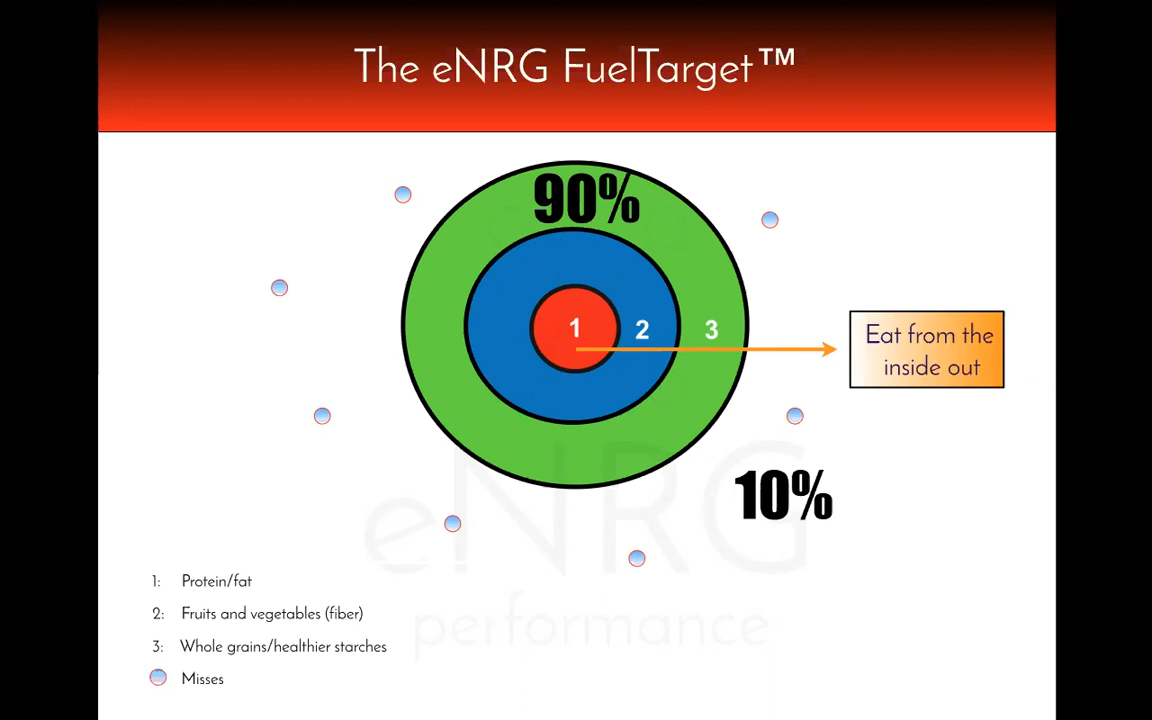 The eNRG FuelTarget™
90%
1
2
3
Eat from the
inside out
10%
eNRG
performance
1: Protein/fat
2: Fruits and vegetables (fiber)
3: Whole grains/healthier starches
Misses